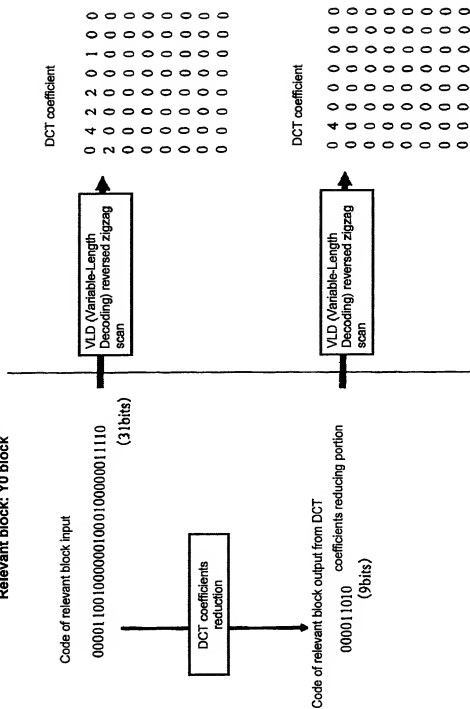 Relevant block: Y0 block
Code of relevant block input
(31bits)
DCT coefficients
reduction
Code of relevant block output from DCT
coefficients reducing portion
000011010
(9bits)
VLD (Variable-Length
Decoding) reversed zigzag
scan
DCT coefficient
0 4 2 2 0 1 0 0
2 0 0 0 0 0 0 0
0 0 0 0 0 0 0 0
0 0 0 0 0 0 0 0
0 0 0 0 0 0 0 0
0 0 0 0 0 0 0 0
0 0 0 0 0 0 0 0
0 0 0 0 0 0 0 0
VLD (Variable-Length
Decoding) reversed zigzag
scan
DCT coefficient
0 4 0 0 0 0 0 0
0 0 0 0 0 0 0 0
0 0 0 0 0 0 0 0
0 0 0 0 0 0 0 0
0 0 0 0 0 0 0 0
0 0 0 0 0 0 0 0
0 0 0 0 0 0 0 0
0 0 0 0 0 0 0 0